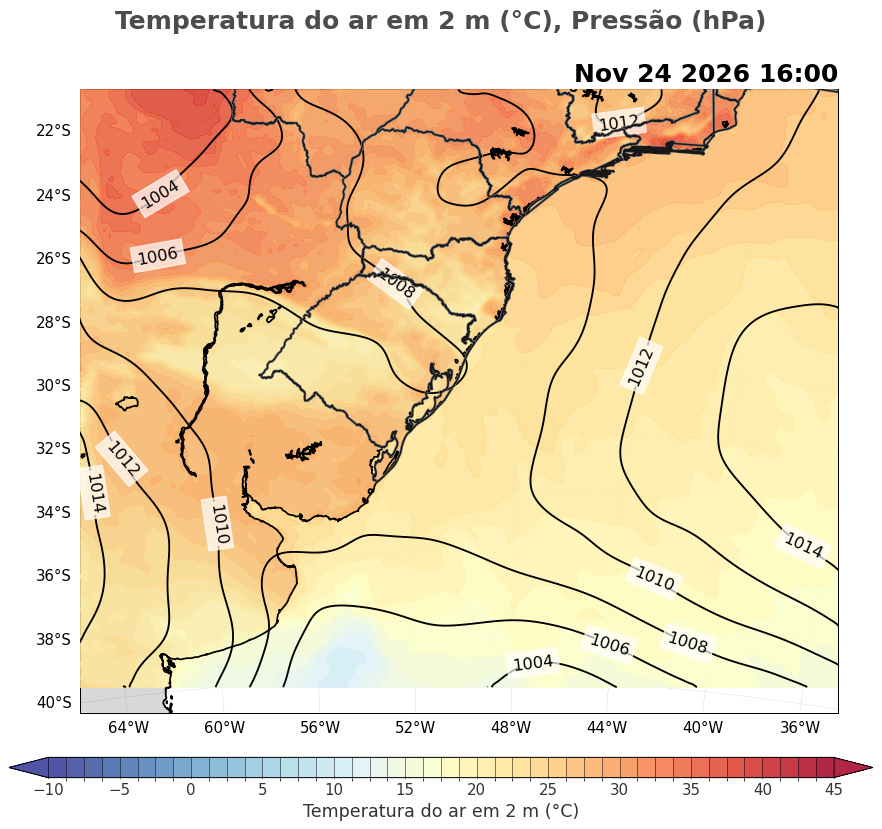 Temperatura do ar em 2 m (°C), Pressão (hPa)
Nov 24 2026 16:00
22°S
24°S
26°S
28°S
30°S
32°S
34°S
36°S
38°S
40°S
1012
1004
1006
1008
1012
1012
1014
1010
1014
1010
1008
1006
1004
64°W 60°W 56°W 52°W 48°W 44°W 40°W 36°W
−10 −5 0 5 10 15 20 25 30 35 40 45
Temperatura do ar em 2 m (°C)